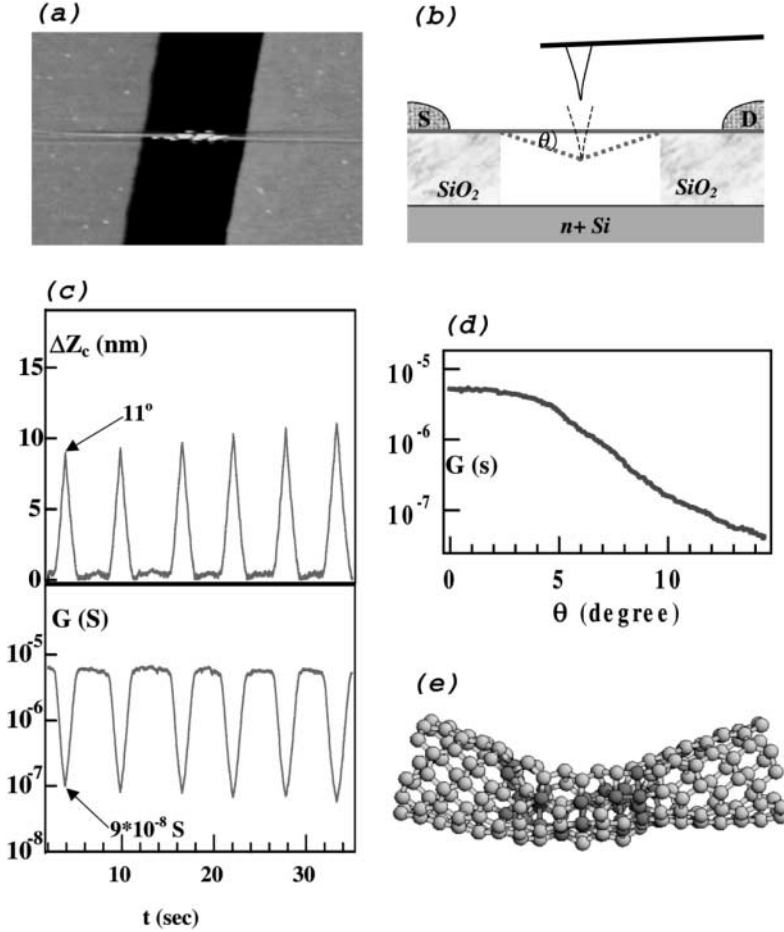 (a)
(b)
S
D
θ
SiO₂
SiO₂
n+ Si
(c)
ΔZc (nm)
15
11°
10
5
0
G (S)
10⁻⁵
10⁻⁶
10⁻⁷
9*10⁻⁸ S
10⁻⁸
10
20
30
t (sec)
(d)
10⁻⁵
10⁻⁶
G (s)
10⁻⁷
0
5
10
θ (degree)
(e)